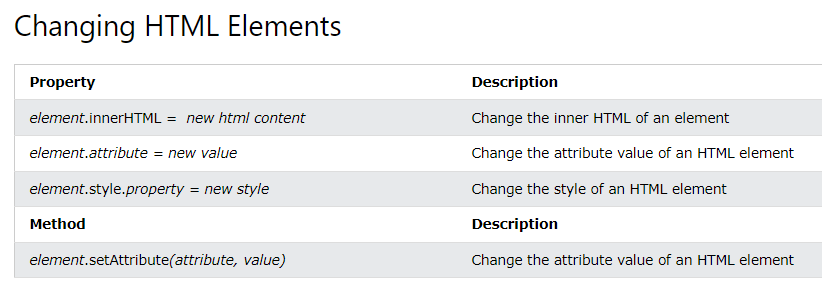 Changing HTML Elements
Property Description
element.innerHTML = new html content Change the inner HTML of an element
element.attribute = new value Change the attribute value of an HTML element
element.style.property = new style Change the style of an HTML element
Method Description
element.setAttribute(attribute, value) Change the attribute value of an HTML element